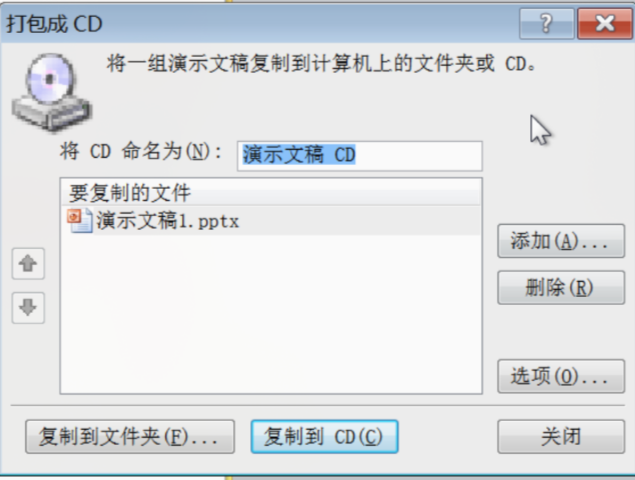 打包成 CD
将一组演示文稿复制到计算机上的文件夹或 CD。
将 CD 命名为(N): 演示文稿 CD
要复制的文件
演示文稿1.pptx
添加(A)...
删除(R)
选项(O)...
复制到文件夹(F)... 复制到 CD(C) 关闭